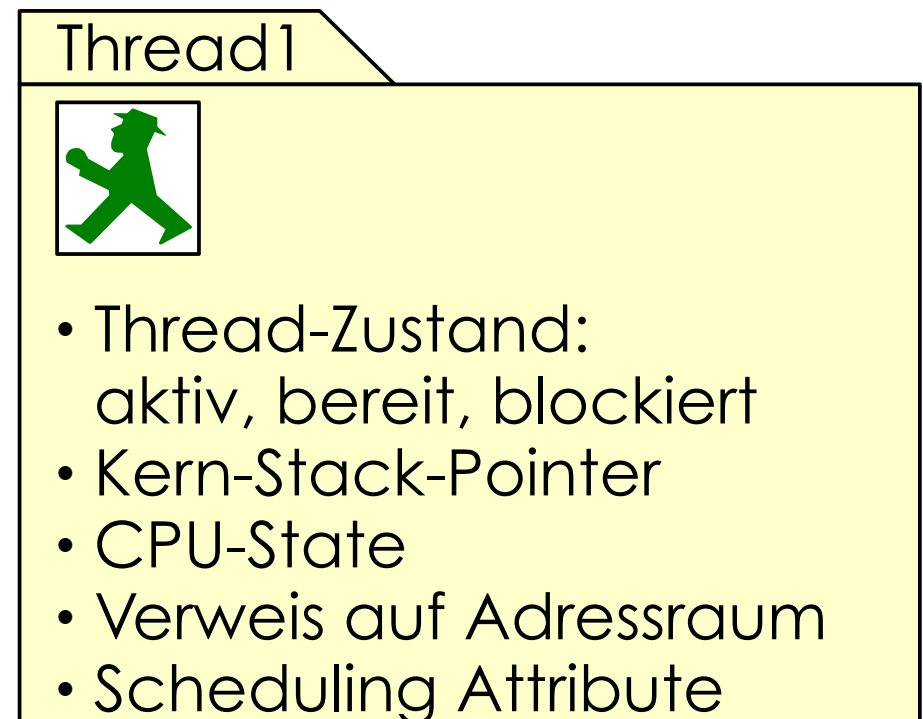 Thread1
• Thread-Zustand:
aktiv, bereit, blockiert
• Kern-Stack-Pointer
• CPU-State
• Verweis auf Adressraum
• Scheduling Attribute